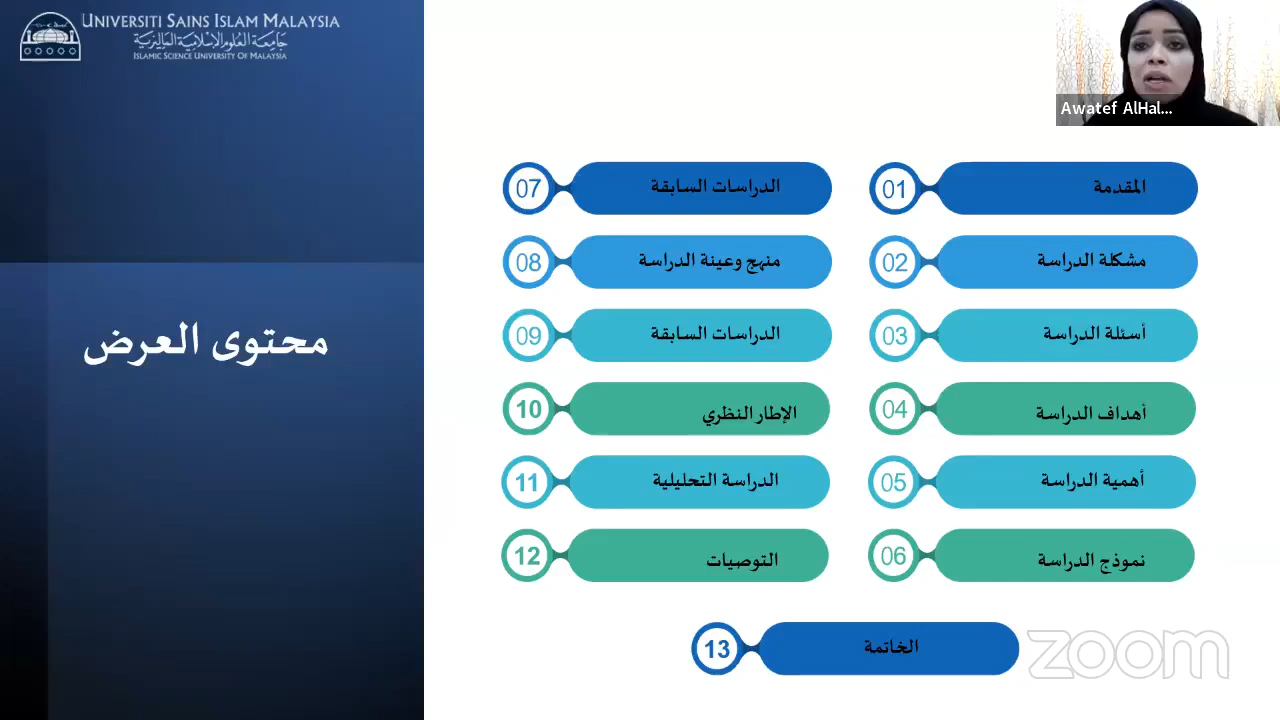 UNIVERSITI SAINS ISLAM MALAYSIA
جامعة العلوم الإسلامية الماليزية
ISLAMIC SCIENCE UNIVERSITY OF MALAYSIA
Awatef AlHal...
محتوى العرض
01 المقدمة
02 مشكلة الدراسة
03 أسئلة الدراسة
04 أهداف الدراسة
05 أهمية الدراسة
06 نموذج الدراسة
07 الدراسات السابقة
08 منهج وعينة الدراسة
09 الدراسات السابقة
10 الإطار النظري
11 الدراسة التحليلية
12 التوصيات
13 الخاتمة
zoom